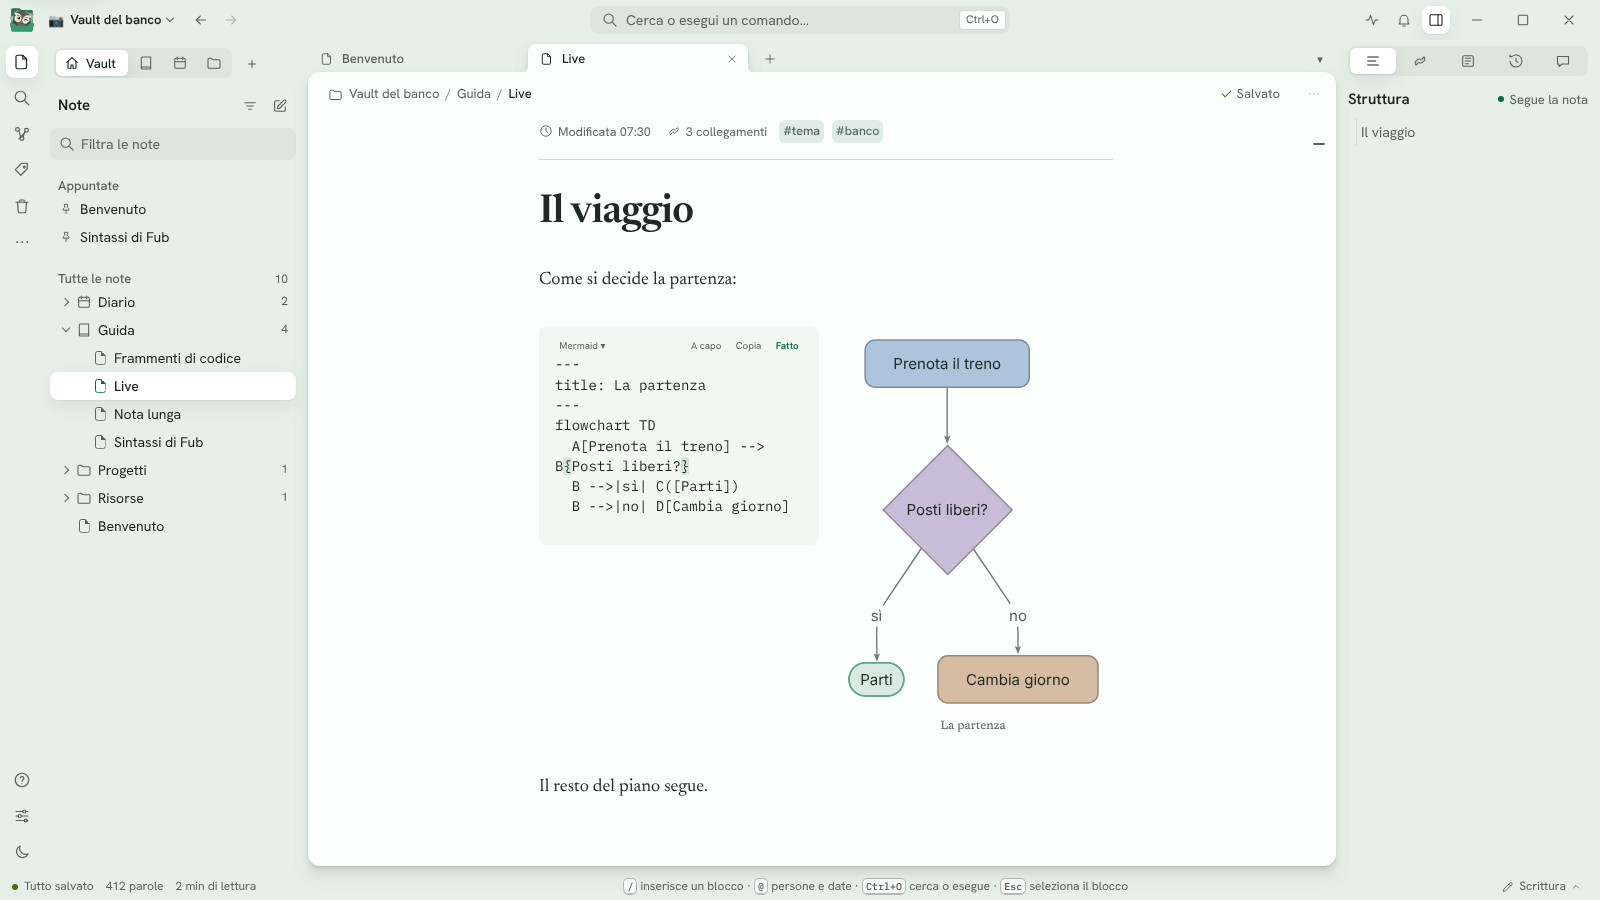 Vault del banco
Cerca o esegui un comando...
Ctrl+O
Vault
Benvenuto
Live
Note
Filtra le note
Appuntate
Benvenuto
Sintassi di Fub
Tutte le note 10
Diario 2
Guida 4
Frammenti di codice
Live
Nota lunga
Sintassi di Fub
Progetti 1
Risorse 1
Benvenuto
Vault del banco / Guida / Live
Salvato
Modificata 07:30 3 collegamenti #tema #banco
Il viaggio
Come si decide la partenza:
Mermaid ▾ A capo Copia Fatto
---
title: La partenza
---
flowchart TD
  A[Prenota il treno] -->
B{Posti liberi?}
  B -->|sì| C([Parti])
  B -->|no| D[Cambia giorno]
Prenota il treno
Posti liberi?
sì no
Parti Cambia giorno
La partenza
Il resto del piano segue.
Struttura Segue la nota
Il viaggio
Tutto salvato 412 parole 2 min di lettura
/ inserisce un blocco · @ persone e date · Ctrl+O cerca o esegue · Esc seleziona il blocco
Scrittura